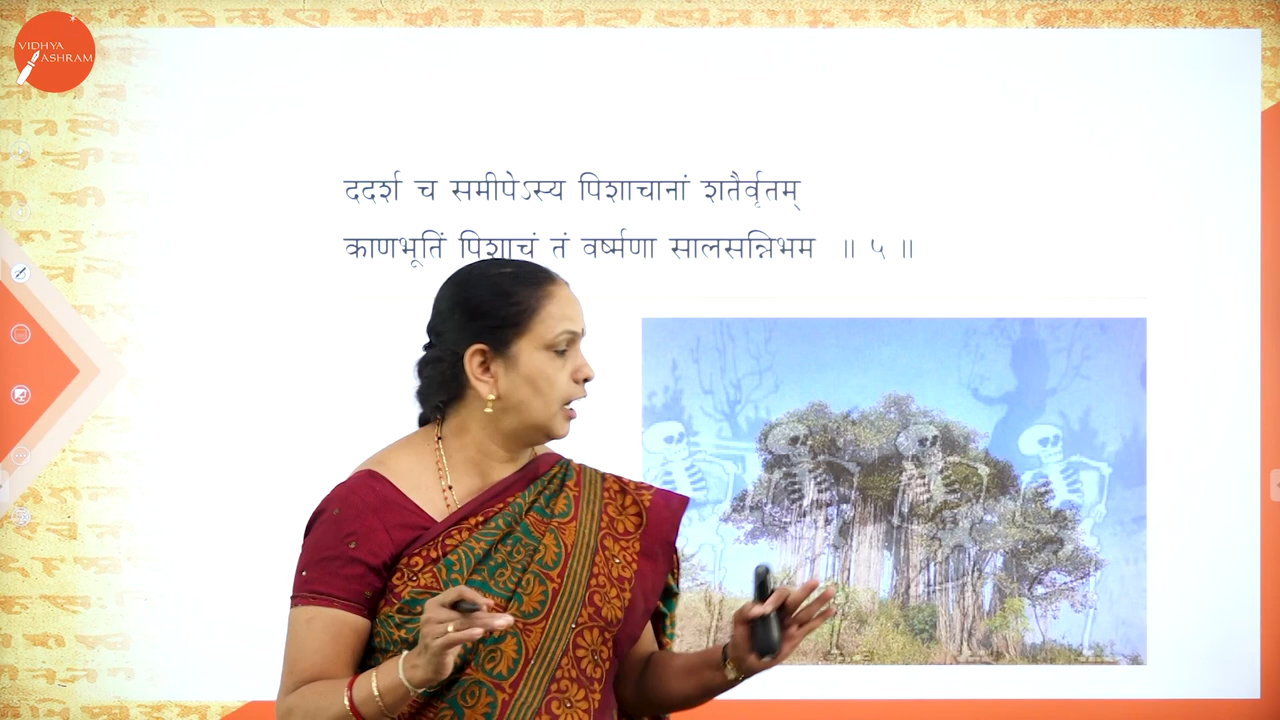 VIDHYA
ASHRAM
ददर्श च समीपेऽस्य पिशाचानां शतैर्वृतम्
काणभूतिं पिशाचं तं वर्ष्मणा सालसन्निभम ॥ ५ ॥